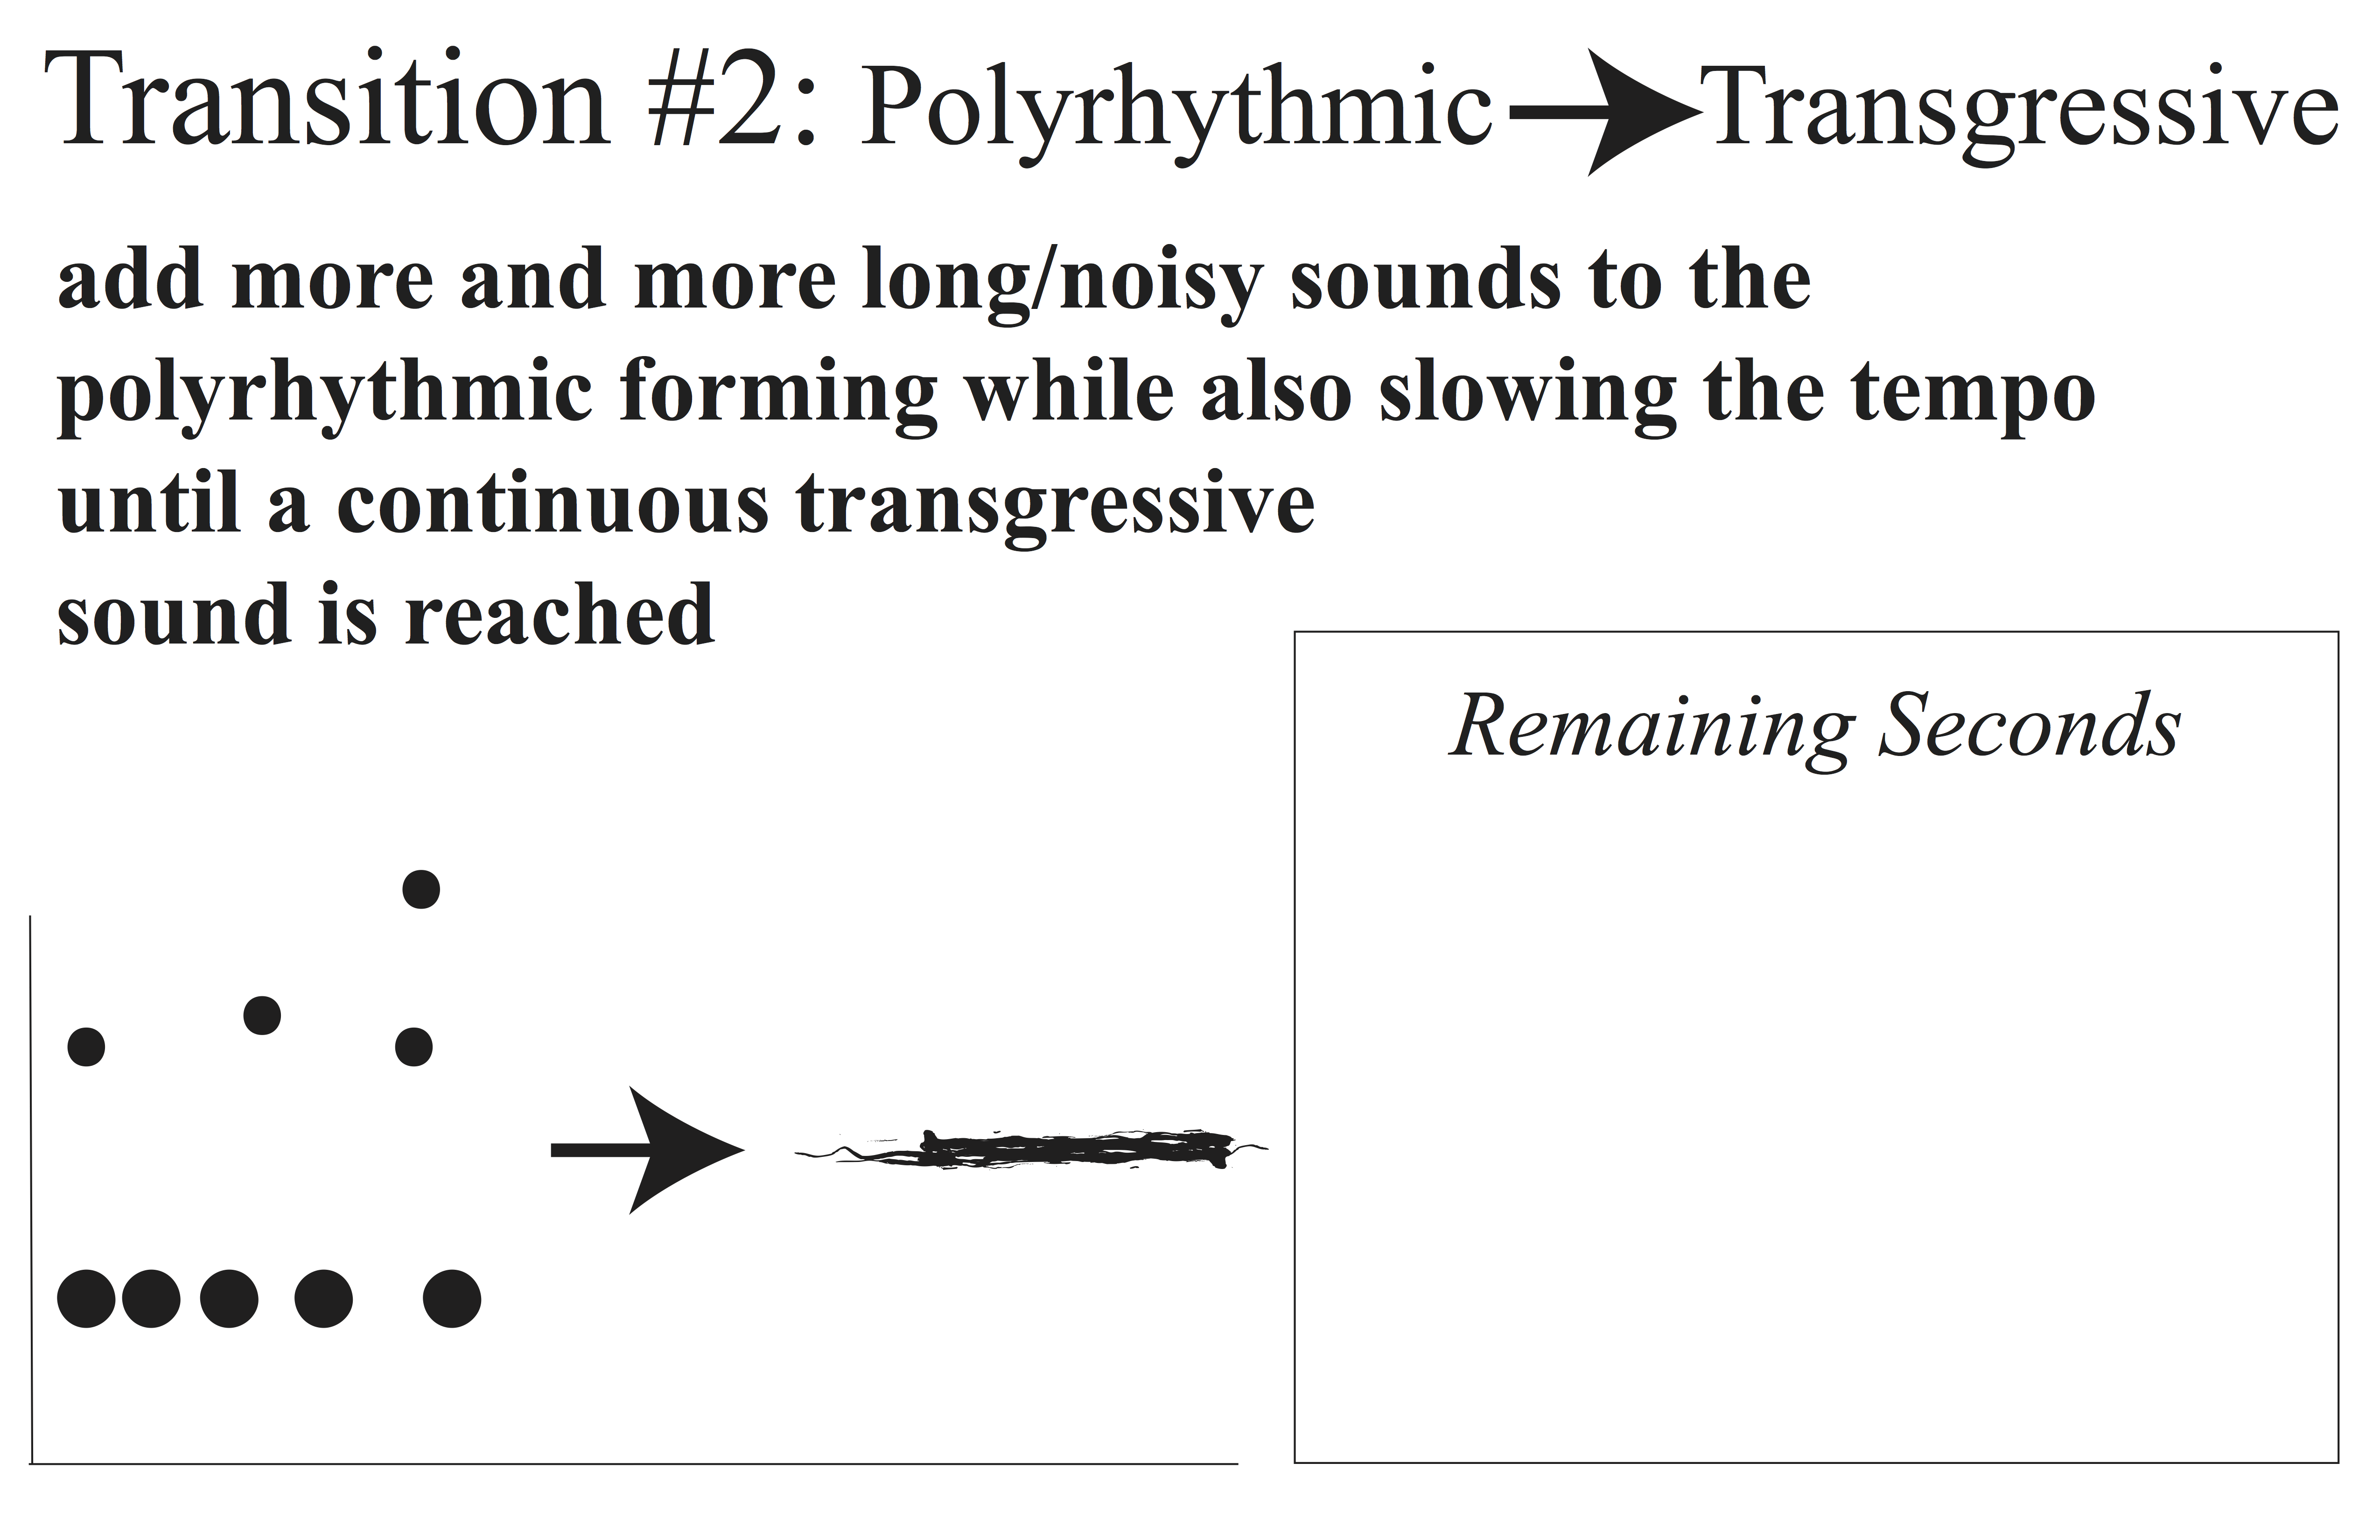 Transition #2: Polyrhythmic Transgressive
add more and more long/noisy sounds to the
polyrhythmic forming while also slowing the tempo
until a continuous transgressive
sound is reached
Remaining Seconds